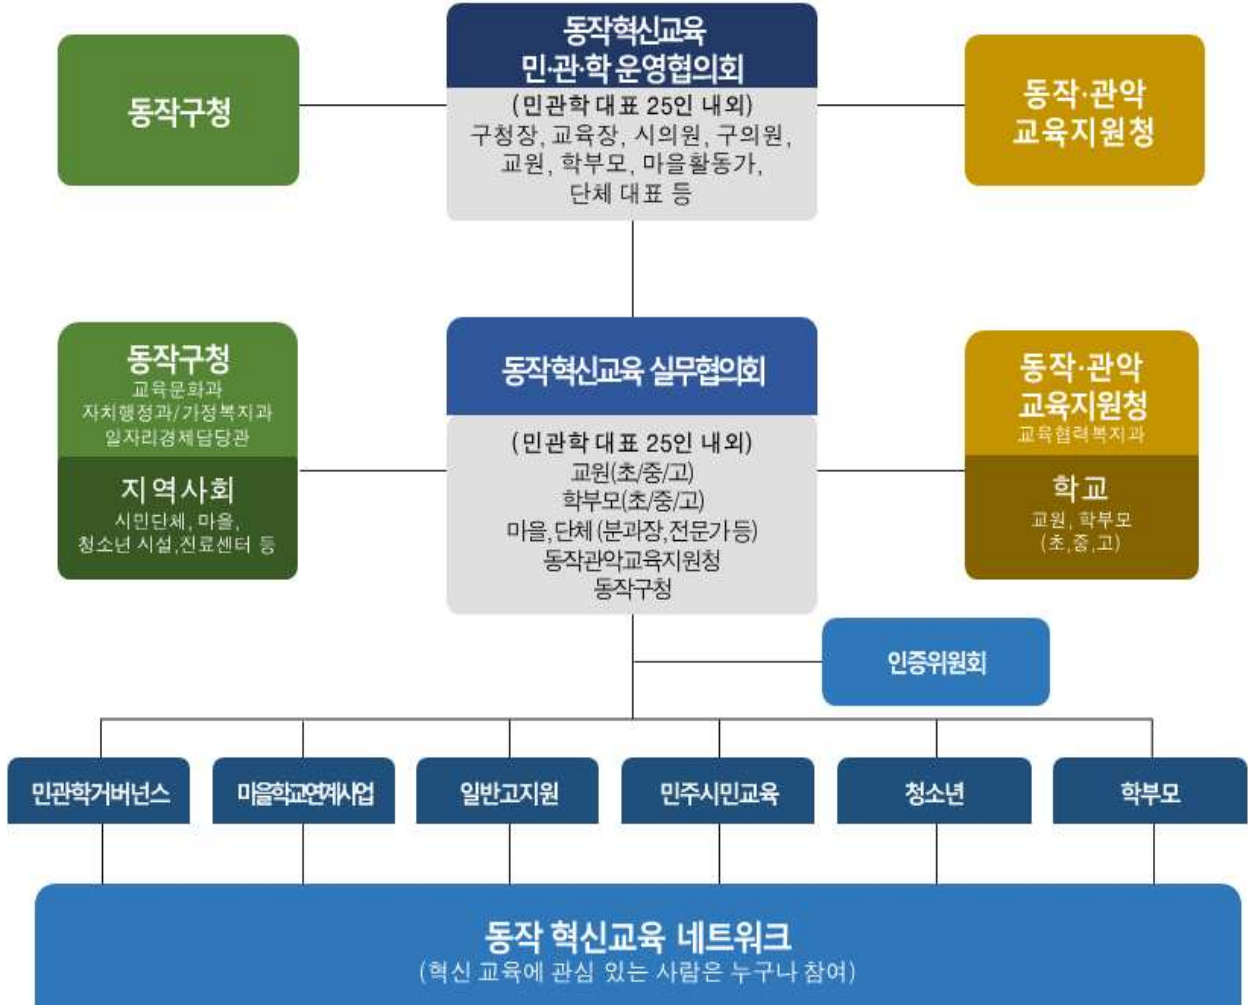 동작혁신교육
민·관·학 운영협의회
(민관학 대표 25인 내외)
구청장, 교육장, 시의원, 구의원,
교원, 학부모, 마을활동가,
단체 대표 등
동작구청
동작·관악
교육지원청
동작구청
교육문화과
자치행정과/가정복지과
일자리경제담당관
지역사회
시민단체, 마을,
청소년 시설,진로센터 등
동작혁신교육 실무협의회
(민관학 대표 25인 내외)
교원(초/중/고)
학부모(초/중/고)
마을,단체 (분과장,전문가 등)
동작관악교육지원청
동작구청
동작·관악
교육지원청
교육협력복지과
학교
교원, 학부모
(초,중,고)
인증위원회
민관학거버넌스
마을학교연계사업
일반고지원
민주시민교육
청소년
학부모
동작 혁신교육 네트워크
(혁신 교육에 관심 있는 사람은 누구나 참여)